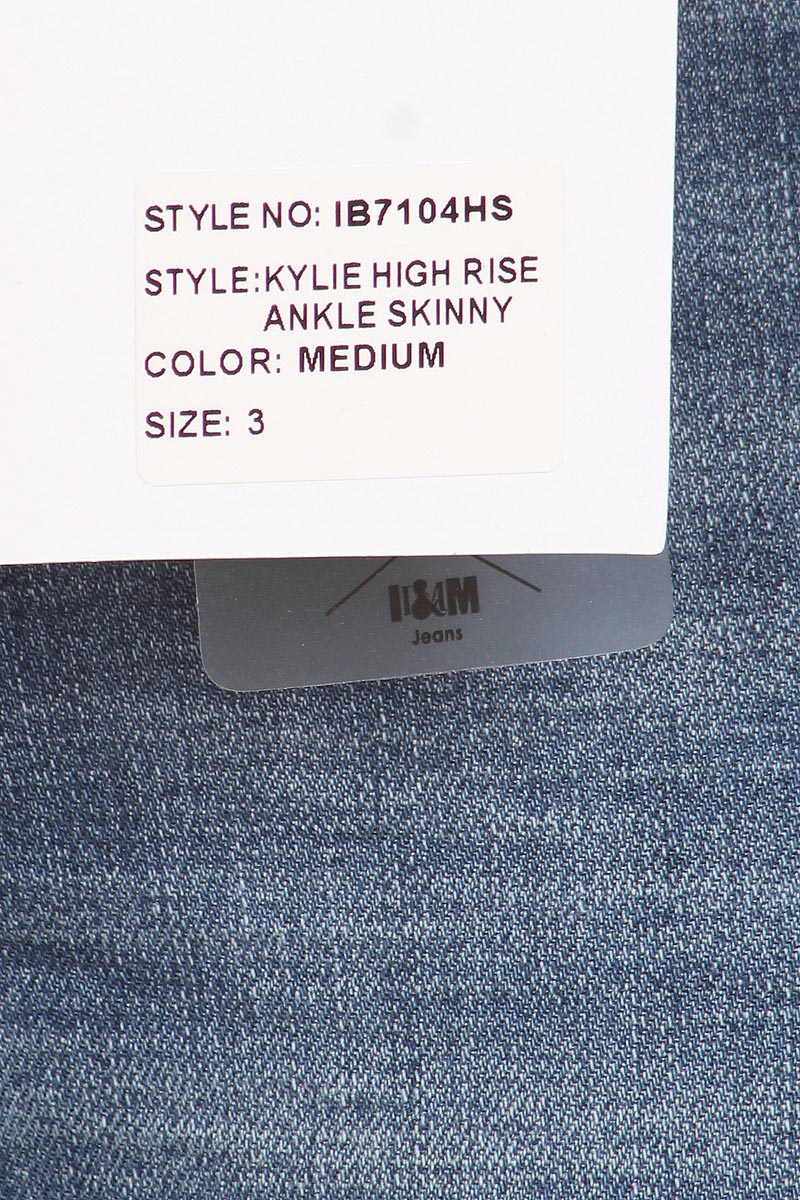 STYLE NO: IB7104HS
STYLE:KYLIE HIGH RISE
ANKLE SKINNY
COLOR: MEDIUM
SIZE: 3
Jeans